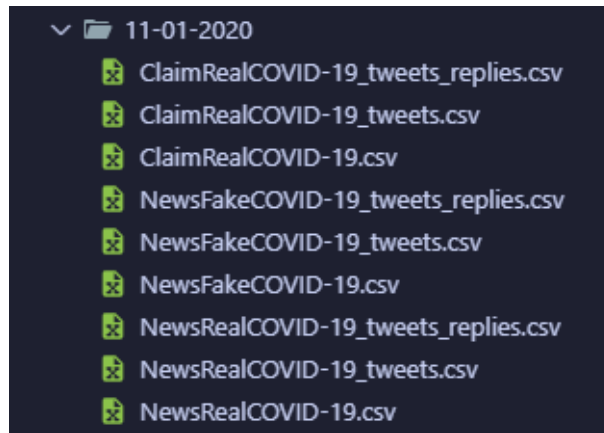 11-01-2020
ClaimRealCOVID-19_tweets_replies.csv
ClaimRealCOVID-19_tweets.csv
ClaimRealCOVID-19.csv
NewsFakeCOVID-19_tweets_replies.csv
NewsFakeCOVID-19_tweets.csv
NewsFakeCOVID-19.csv
NewsRealCOVID-19_tweets_replies.csv
NewsRealCOVID-19_tweets.csv
NewsRealCOVID-19.csv